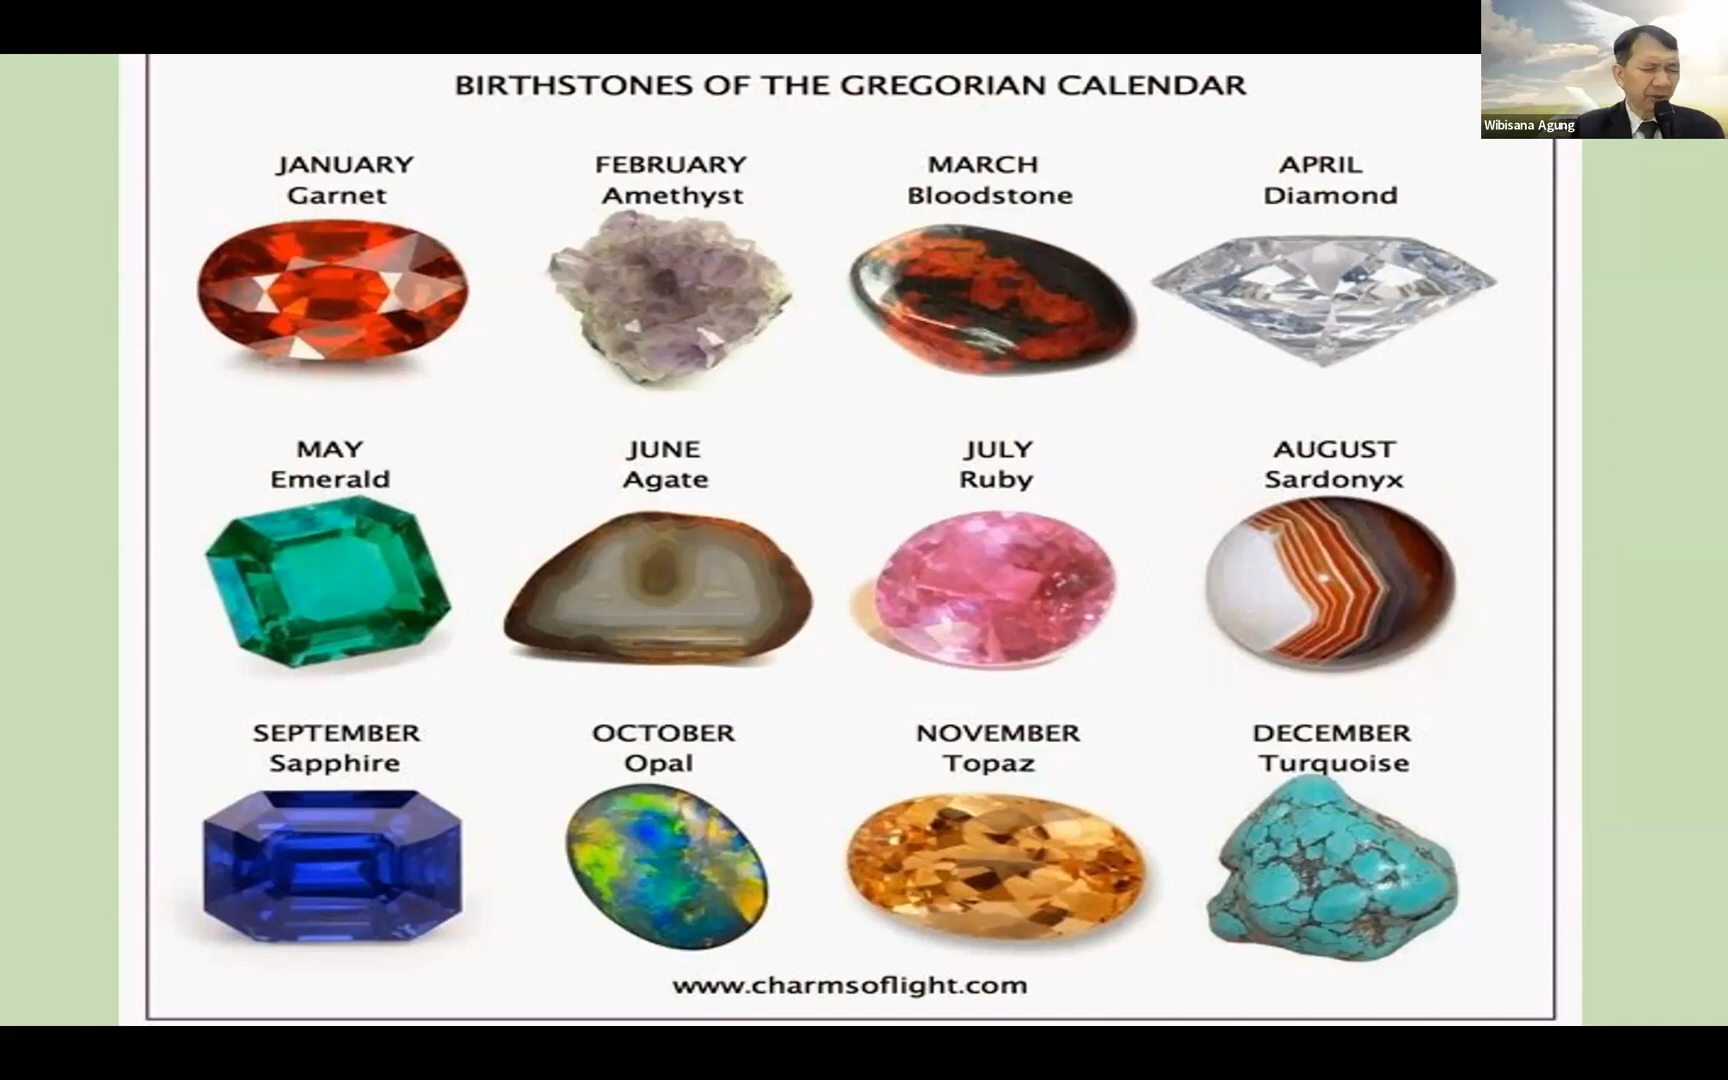 BIRTHSTONES OF THE GREGORIAN CALENDAR
Wibisana Agung
JANUARY
Garnet
FEBRUARY
Amethyst
MARCH
Bloodstone
APRIL
Diamond
MAY
Emerald
JUNE
Agate
JULY
Ruby
AUGUST
Sardonyx
SEPTEMBER
Sapphire
OCTOBER
Opal
NOVEMBER
Topaz
DECEMBER
Turquoise
www.charmsoflight.com